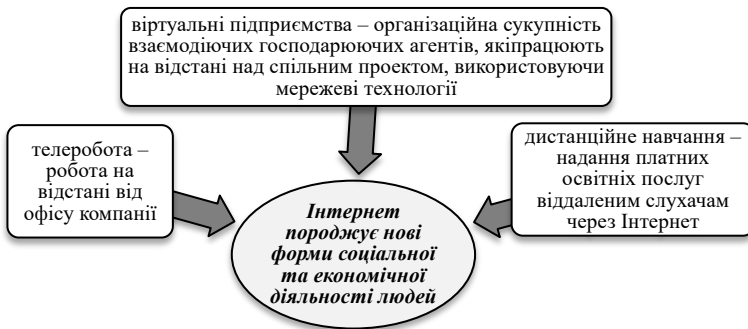 віртуальні підприємства – організаційна сукупність
взаємодіючих господарюючих агентів, якіпрацюють
на відстані над спільним проектом, використовуючи
мережеві технології
телеробота –
робота на
відстані від
офісу компанії
дистанційне навчання –
надання платних
освітніх послуг
віддаленим слухачам
через Інтернет
Інтернет
породжує нові
форми соціальної
та економічної
діяльності людей